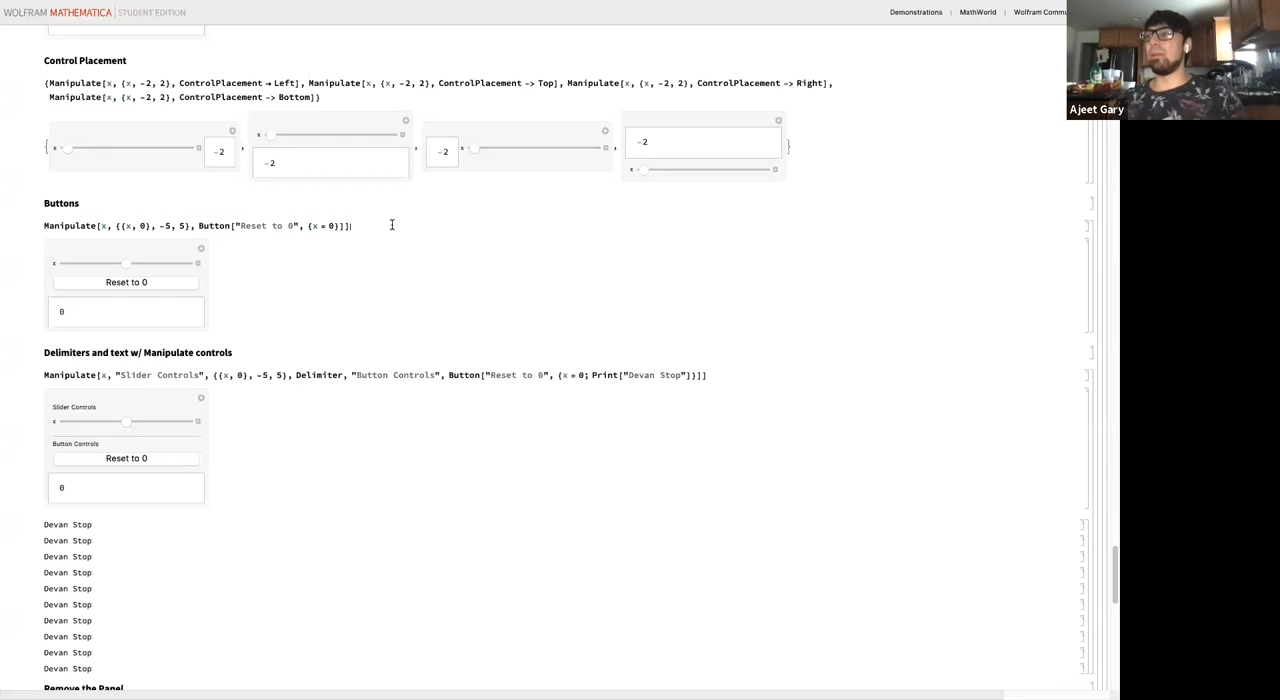 WOLFRAM MATHEMATICA | STUDENT EDITION
Demonstrations | MathWorld | Wolfram Commu
Ajeet Gary
Control Placement
{Manipulate[x, {x, -2, 2}, ControlPlacement → Left], Manipulate[x, {x, -2, 2}, ControlPlacement -> Top], Manipulate[x, {x, -2, 2}, ControlPlacement -> Right],
Manipulate[x, {x, -2, 2}, ControlPlacement -> Bottom]}
{ x -2 , x -2 , -2 x , -2 x }
Buttons
Manipulate[x, {{x, 0}, -5, 5}, Button["Reset to 0", {x = 0}]]
x
Reset to 0
0
Delimiters and text w/ Manipulate controls
Manipulate[x, "Slider Controls", {{x, 0}, -5, 5}, Delimiter, "Button Controls", Button["Reset to 0", {x = 0; Print["Devan Stop"]}]]
Slider Controls
x
Button Controls
Reset to 0
0
Devan Stop
Devan Stop
Devan Stop
Devan Stop
Devan Stop
Devan Stop
Devan Stop
Devan Stop
Devan Stop
Devan Stop
Remove the Panel